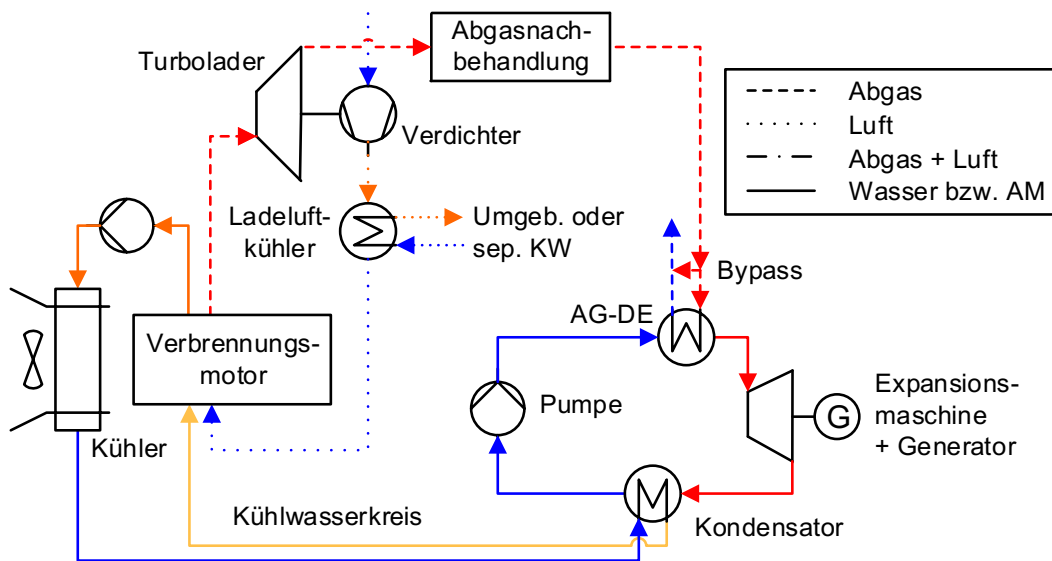 Abgasnach-
behandlung
Turbolader
Verdichter
Abgas
Luft
Abgas + Luft
Wasser bzw. AM
Ladeluft-
kühler
Umgeb. oder
sep. KW
Bypass
AG-DE
Verbrennungs-
motor
Pumpe
Expansions-
maschine
+ Generator
G
Kühler
Kühlwasserkreis
Kondensator